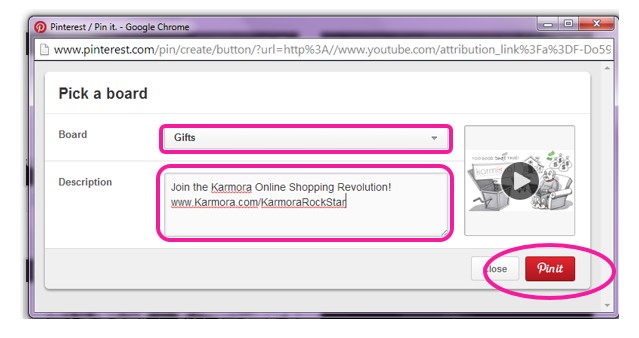 Pinterest / Pin it. - Google Chrome
www.pinterest.com/pin/create/button/?url=http%3A//www.youtube.com/attribution_link%3Fa%3DF-Do59
Pick a board
Board
Gifts
Description
Join the Karmora Online Shopping Revolution!
www.Karmora.com/KarmoraRockStar
TOO GOOD
Close
Pin it